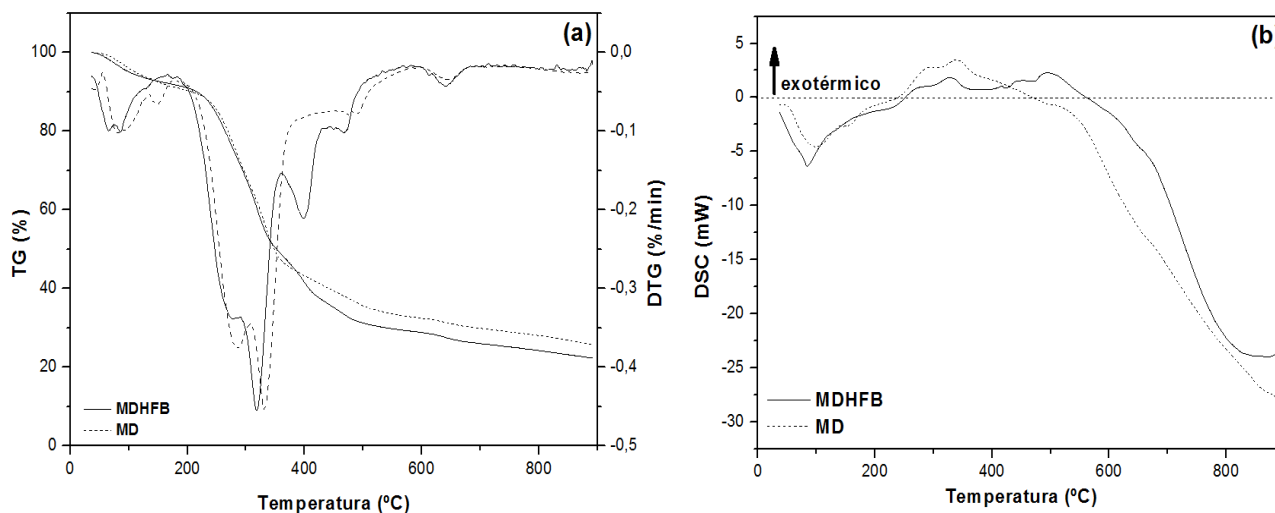 (a)
100
80
60
40
20
0
TG (%)
0,0
-0,1
-0,2
-0,3
-0,4
-0,5
DTG (%/min)
MDHFB
MD
0
200
400
600
800
Temperatura (ºC)
(b)
5
0
-5
-10
-15
-20
-25
-30
DSC (mW)
exotérmico
MDHFB
MD
0
200
400
600
800
Temperatura (ºC)